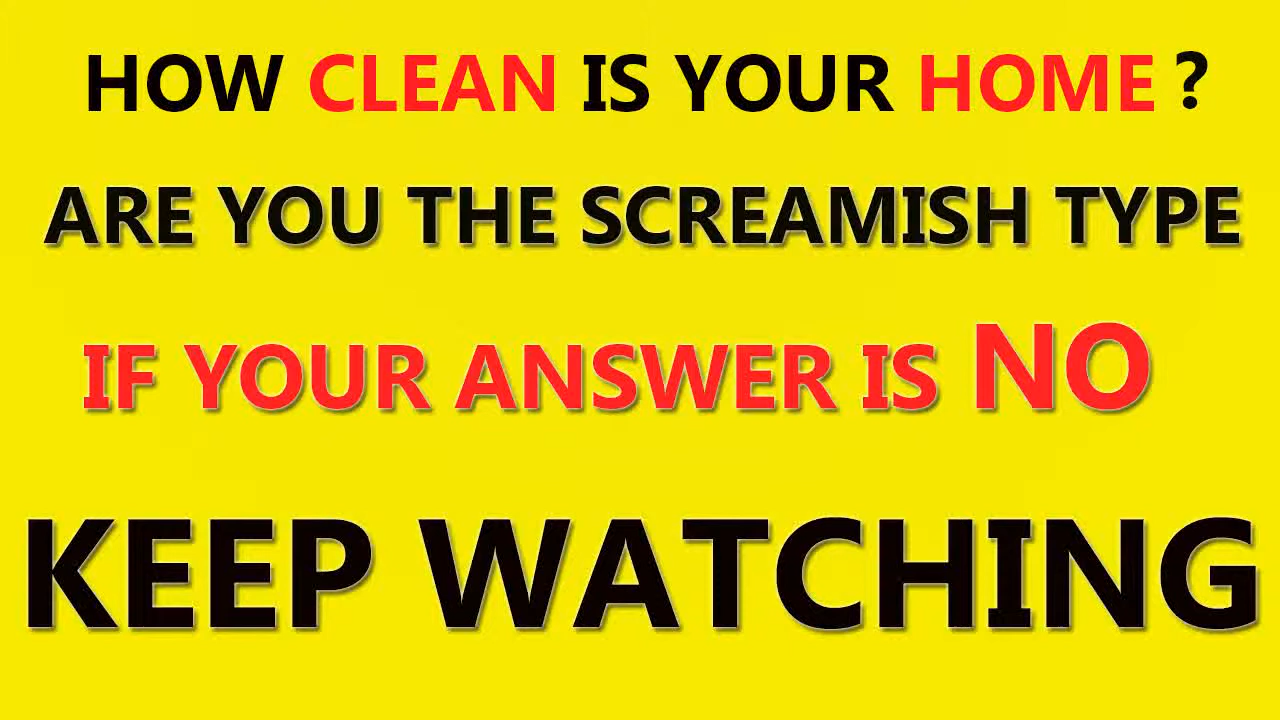 HOW CLEAN IS YOUR HOME ?
ARE YOU THE SCREAMISH TYPE
IF YOUR ANSWER IS NO
KEEP WATCHING